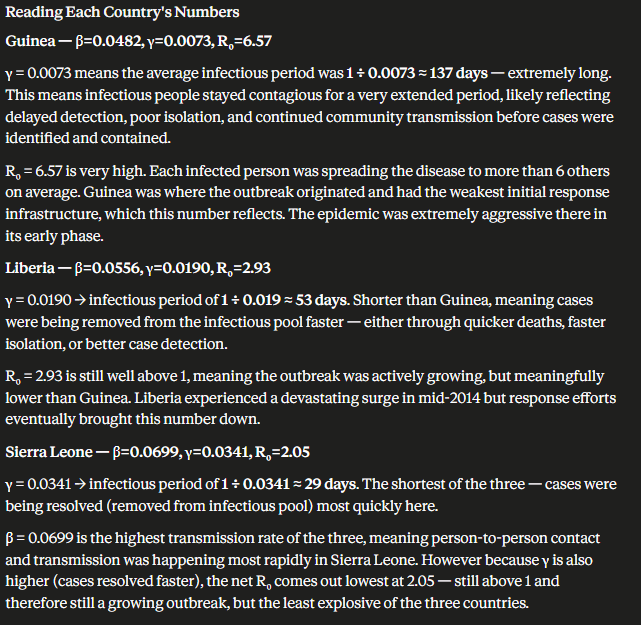 Reading Each Country's Numbers
Guinea — β=0.0482, γ=0.0073, R₀=6.57
γ = 0.0073 means the average infectious period was 1 ÷ 0.0073 ≈ 137 days — extremely long.
This means infectious people stayed contagious for a very extended period, likely reflecting
delayed detection, poor isolation, and continued community transmission before cases were
identified and contained.
R₀ = 6.57 is very high. Each infected person was spreading the disease to more than 6 others
on average. Guinea was where the outbreak originated and had the weakest initial response
infrastructure, which this number reflects. The epidemic was extremely aggressive there in
its early phase.
Liberia — β=0.0556, γ=0.0190, R₀=2.93
γ = 0.0190 → infectious period of 1 ÷ 0.019 ≈ 53 days. Shorter than Guinea, meaning cases
were being removed from the infectious pool faster — either through quicker deaths, faster
isolation, or better case detection.
R₀ = 2.93 is still well above 1, meaning the outbreak was actively growing, but meaningfully
lower than Guinea. Liberia experienced a devastating surge in mid-2014 but response efforts
eventually brought this number down.
Sierra Leone — β=0.0699, γ=0.0341, R₀=2.05
γ = 0.0341 → infectious period of 1 ÷ 0.0341 ≈ 29 days. The shortest of the three — cases were
being resolved (removed from infectious pool) most quickly here.
β = 0.0699 is the highest transmission rate of the three, meaning person-to-person contact
and transmission was happening most rapidly in Sierra Leone. However because γ is also
higher (cases resolved faster), the net R₀ comes out lowest at 2.05 — still above 1 and
therefore still a growing outbreak, but the least explosive of the three countries.